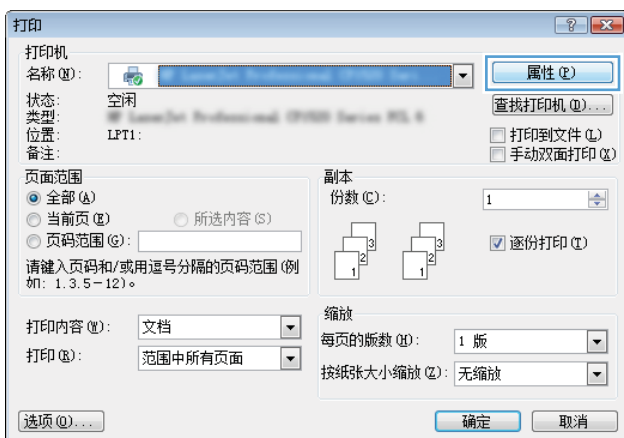 打印
打印机
名称(N):
属性(P)
状态: 空闲
查找打印机(D)...
类型:
位置: LPT1:
打印到文件(L)
备注:
手动双面打印(X)
页面范围
全部(A)
当前页(E) 所选内容(S)
页码范围(G):
请键入页码和/或用逗号分隔的页码范围(例
如: 1.3.5-12)。
副本
份数(C): 1
3 3
2 2
1 1
逐份打印(T)
打印内容(W): 文档
打印(R): 范围中所有页面
缩放
每页的版数(H): 1 版
按纸张大小缩放(Z): 无缩放
选项(O)...
确定 取消